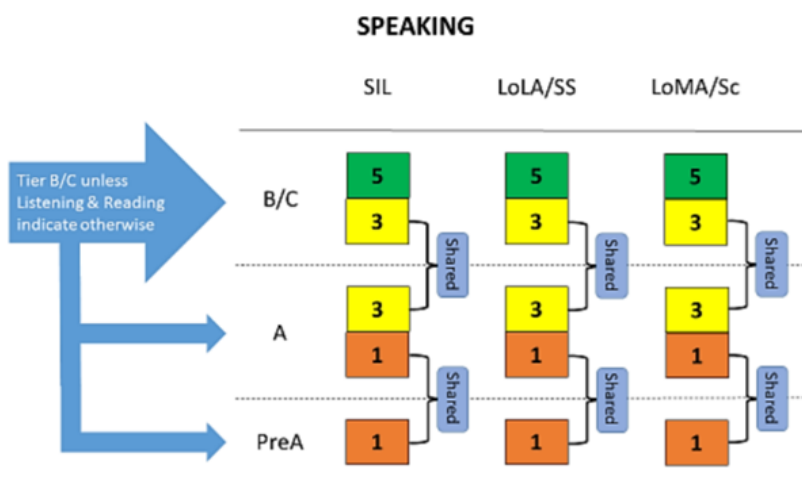 SPEAKING
SIL LoLA/SS LoMA/Sc
Tier B/C unless
Listening & Reading
indicate otherwise
B/C
5 5 5
3 3 3
Shared Shared Shared
A
3 3 3
1 1 1
Shared Shared Shared
PreA
1 1 1